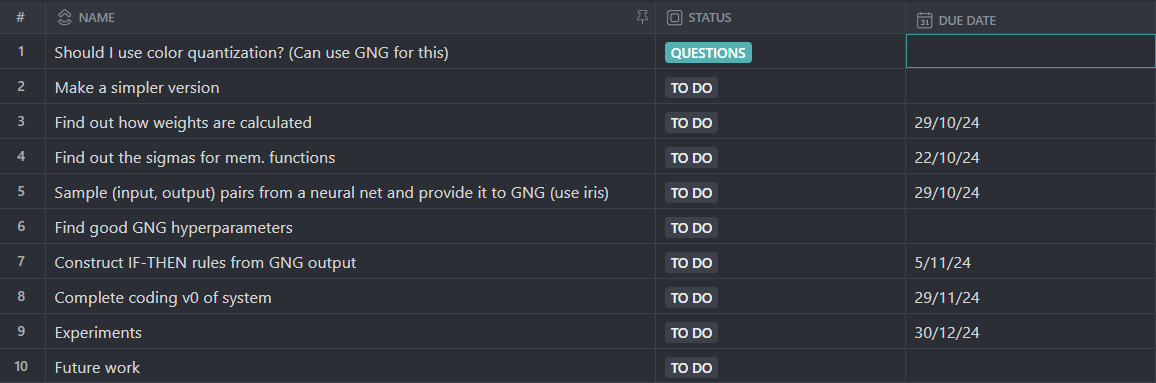 # NAME STATUS 31 DUE DATE
1 Should I use color quantization? (Can use GNG for this) QUESTIONS
2 Make a simpler version TO DO
3 Find out how weights are calculated TO DO 29/10/24
4 Find out the sigmas for mem. functions TO DO 22/10/24
5 Sample (input, output) pairs from a neural net and provide it to GNG (use iris) TO DO 29/10/24
6 Find good GNG hyperparameters TO DO
7 Construct IF-THEN rules from GNG output TO DO 5/11/24
8 Complete coding v0 of system TO DO 29/11/24
9 Experiments TO DO 30/12/24
10 Future work TO DO